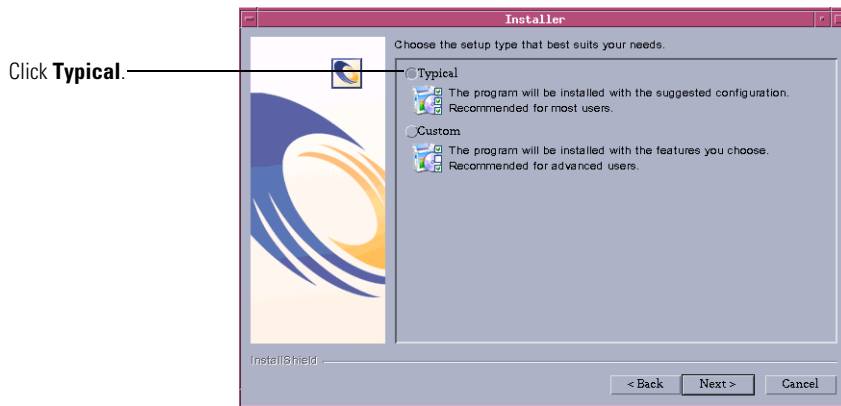 Installer
Choose the setup type that best suits your needs.
Click Typical.
Typical
The program will be installed with the suggested configuration.
Recommended for most users.
Custom
The program will be installed with the features you choose.
Recommended for advanced users.
InstallShield
< Back
Next >
Cancel